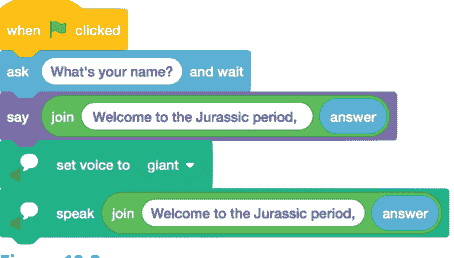 when clicked
ask What's your name? and wait
say join Welcome to the Jurassic period, answer
set voice to giant
speak join Welcome to the Jurassic period, answer